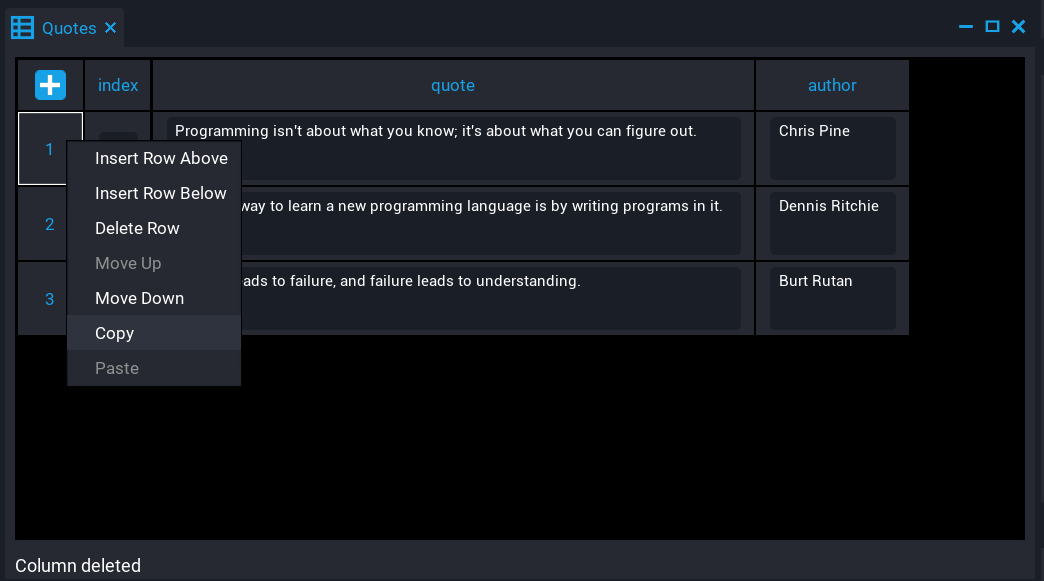 Quotes
index quote author
1 Programming isn't about what you know; it's about what you can figure out. Chris Pine
Insert Row Above
Insert Row Below
2 way to learn a new programming language is by writing programs in it. Dennis Ritchie
Delete Row
Move Up
3 ads to failure, and failure leads to understanding. Burt Rutan
Move Down
Copy
Paste
Column deleted